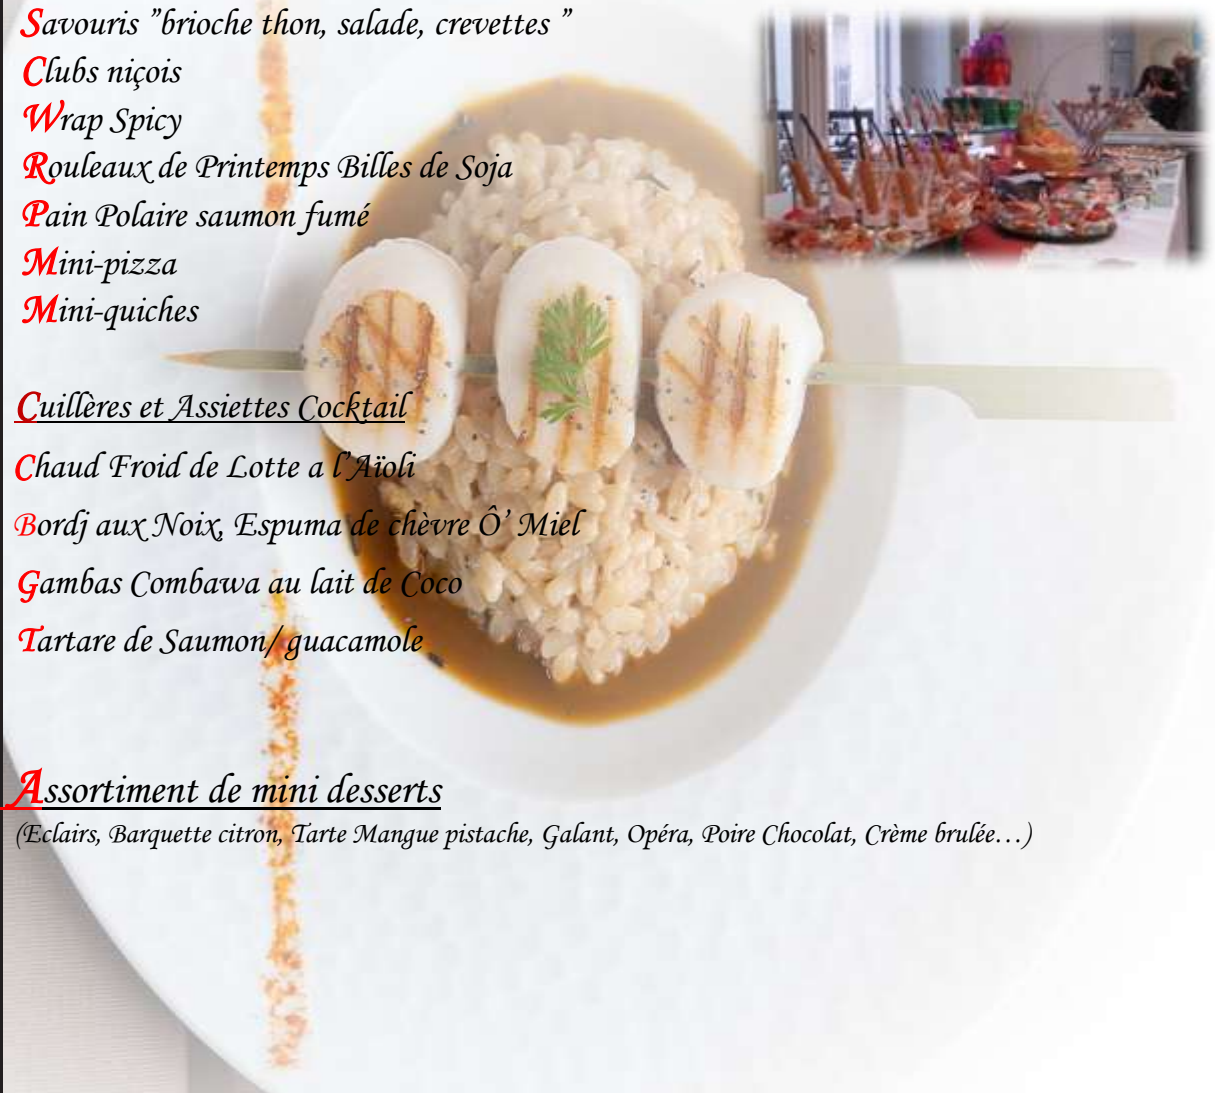 Savouris ”brioche thon, salade, crevettes ”
Clubs niçois
Wrap Spicy
Rouleaux de Printemps Billes de Soja
Pain Polaire saumon fumé
Mini-pizza
Mini-quiches
Cuillères et Assiettes Cocktail
Chaud Froid de Lotte a l’Aïoli
Bordj aux Noix, Espuma de chèvre Ô’ Miel
Gambas Combawa au lait de Coco
Tartare de Saumon/guacamole
Assortiment de mini desserts
(Eclairs, Barquette citron, Tarte Mangue pistache, Galant, Opéra, Poire Chocolat, Crème brulée…)